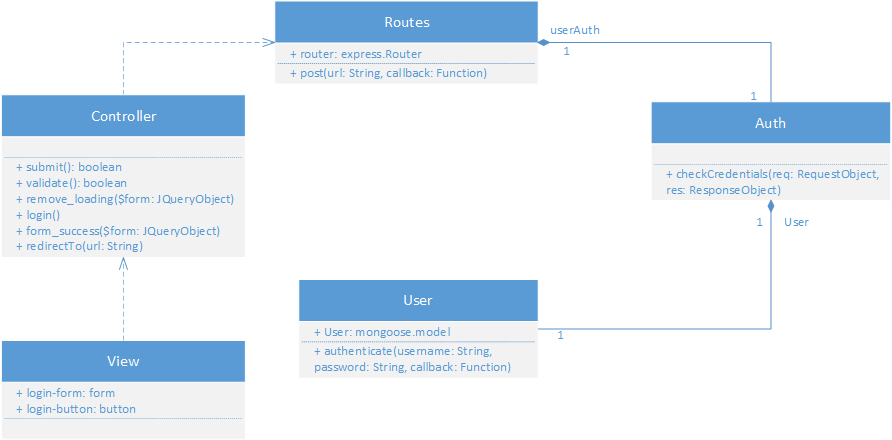 Routes
+ router: express.Router
+ post(url: String, callback: Function)
userAuth
1
1
Auth
+ checkCredentials(req: RequestObject,
res: ResponseObject)
1
User
Controller
+ submit(): boolean
+ validate(): boolean
+ remove_loading($form: JQueryObject)
+ login()
+ form_success($form: JQueryObject)
+ redirectTo(url: String)
User
+ User: mongoose.model
+ authenticate(username: String,
password: String, callback: Function)
1
View
+ login-form: form
+ login-button: button